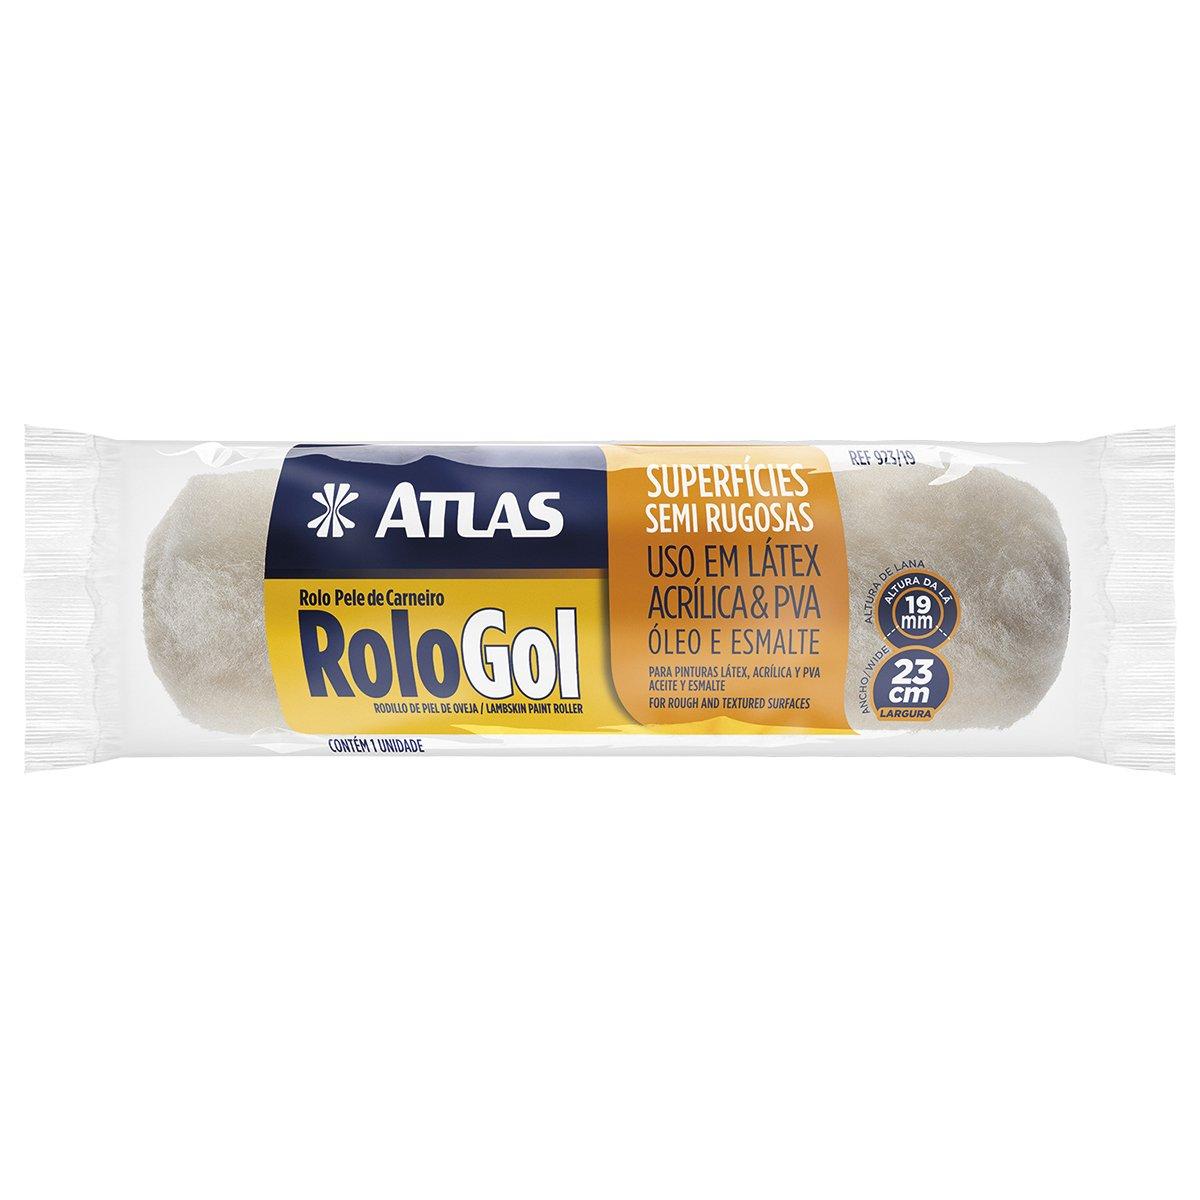 ATLAS
Rolo Pele de Carneiro
RoloGol
RODILLO DE PIEL DE OVEJA / LAMBSKIN PAINT ROLLER
CONTÉM 1 UNIDADE
SUPERFÍCIES
SEMI RUGOSAS
USO EM LÁTEX
ACRÍLICA & PVA
ÓLEO E ESMALTE
PARA PINTURAS LÁTEX, ACRÍLICA Y PVA
ACEITE Y ESMALTE
FOR ROUGH AND TEXTURED SURFACES
REF 923/19
ALTURA DE LANA
ALTURA DA LÃ
19
mm
ANCHO/WIDE
23
cm
LARGURA